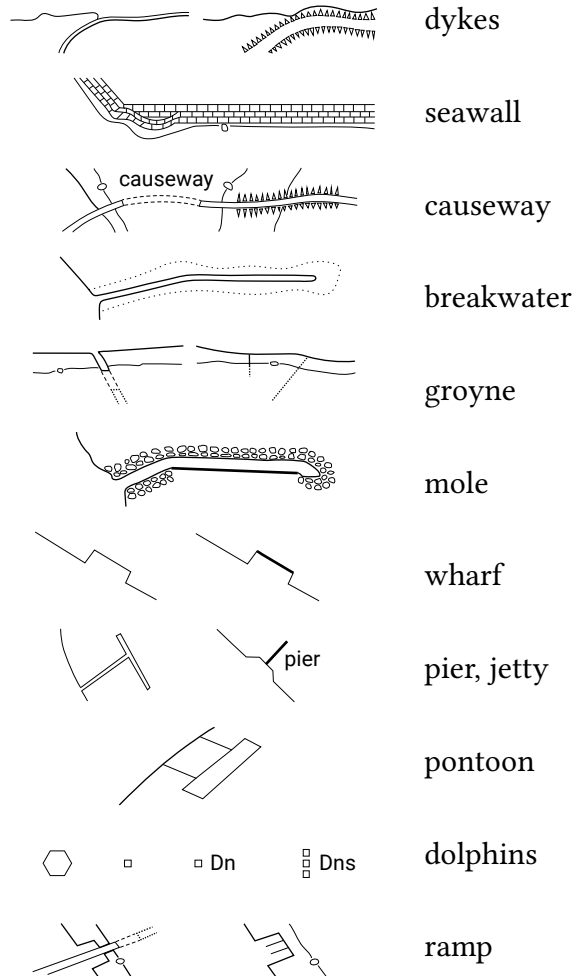 dykes
seawall
causeway
causeway
breakwater
groyne
mole
wharf
pier
pier, jetty
pontoon
Dn
Dns
dolphins
ramp